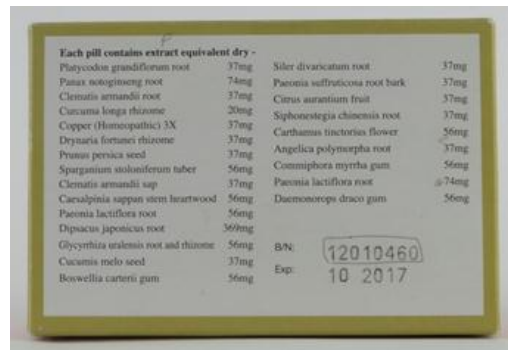 Each pill contains extract equivalent dry -
Platycodon grandiflorum root 37mg
Panax notoginseng root 74mg
Clematis armandii root 37mg
Curcuma longa rhizome 20mg
Copper (Homeopathic) 3X 37mg
Drynaria fortunei rhizome 37mg
Prunus persica seed 37mg
Sparganium stoloniferum tuber 56mg
Clematis armandii sap 37mg
Caesalpinia sappan stem heartwood 56mg
Paeonia lactiflora root 56mg
Dipsacus japonicus root 369mg
Glycyrrhiza uralensis root and rhizome 56mg
Cucumis melo seed 37mg
Boswellia carterii gum 56mg
Siler divaricatum root 37mg
Paeonia suffruticosa root bark 37mg
Citrus aurantium fruit 37mg
Siphonestegia chinensis root 37mg
Carthamus tinctorius flower 56mg
Angelica polymorpha root 37mg
Commiphora myrrha gum 56mg
Paeonia lactiflora root 74mg
Daemonorops draco gum 56mg
B/N: 12010460
Exp: 10 2017